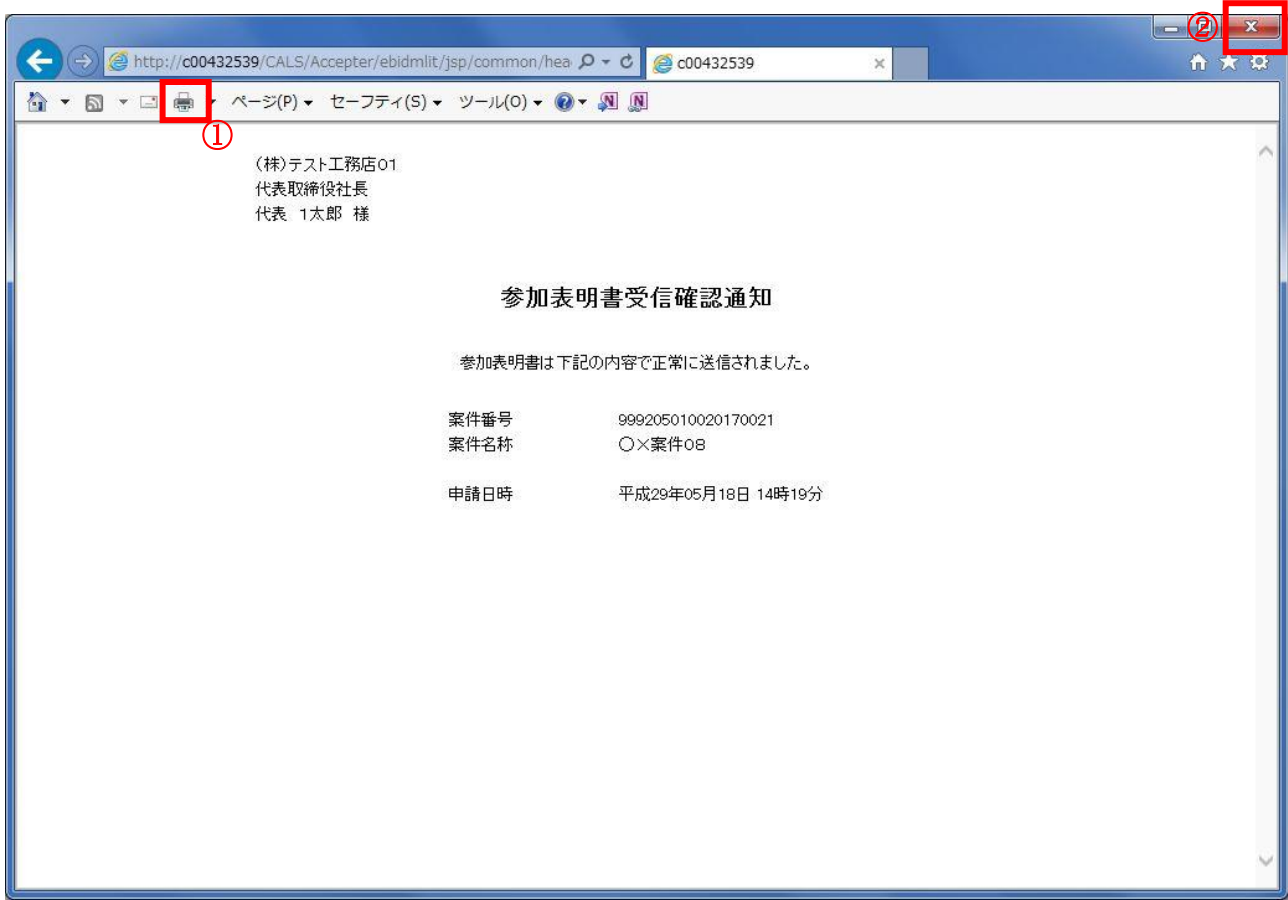 ②
http://c00432539/CALS/Accepter/ebidmlit/jsp/common/hea
c00432539
ページ(P) セーフティ(S) ツール(O)
①
(株)テスト工務店01
代表取締役社長
代表 1太郎 様
参加表明書受信確認通知
参加表明書は下記の内容で正常に送信されました。
案件番号 999205010020170021
案件名称 ○×案件08
申請日時 平成29年05月18日 14時19分